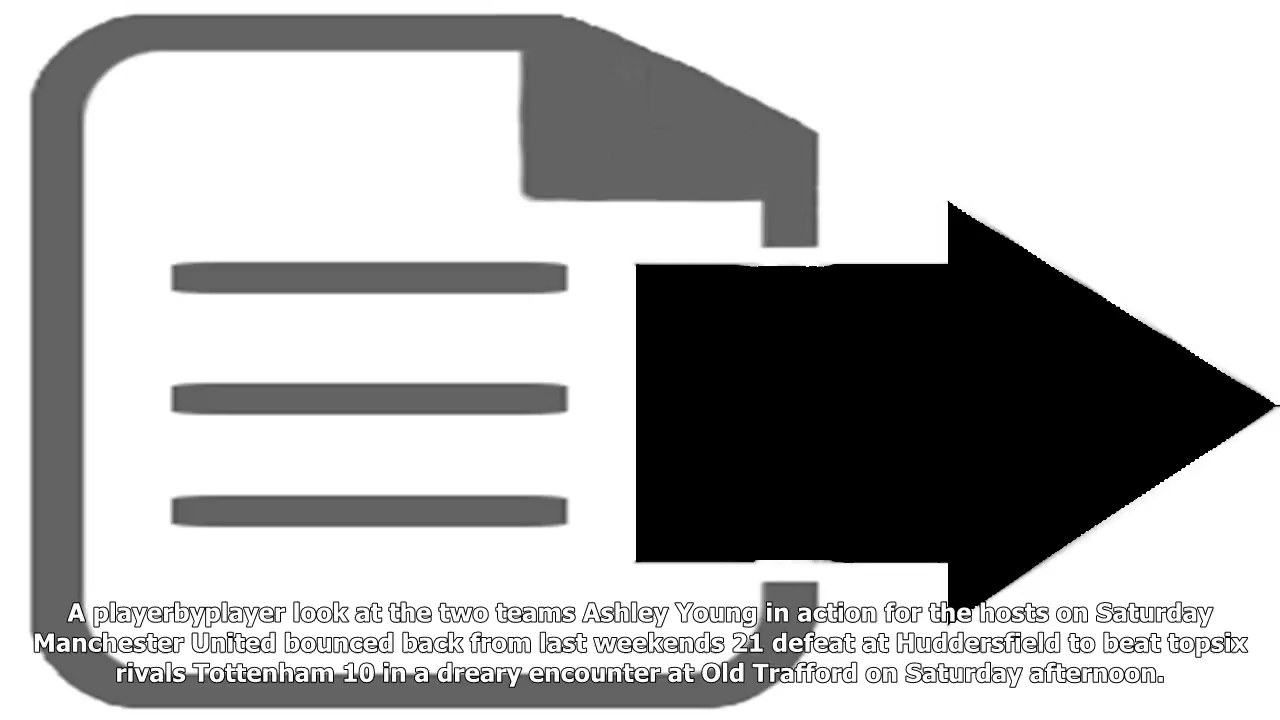 A playerbyplayer look at the two teams Ashley Young in action for the hosts on Saturday
Manchester United bounced back from last weekends 21 defeat at Huddersfield to beat topsix
rivals Tottenham 10 in a dreary encounter at Old Trafford on Saturday afternoon.